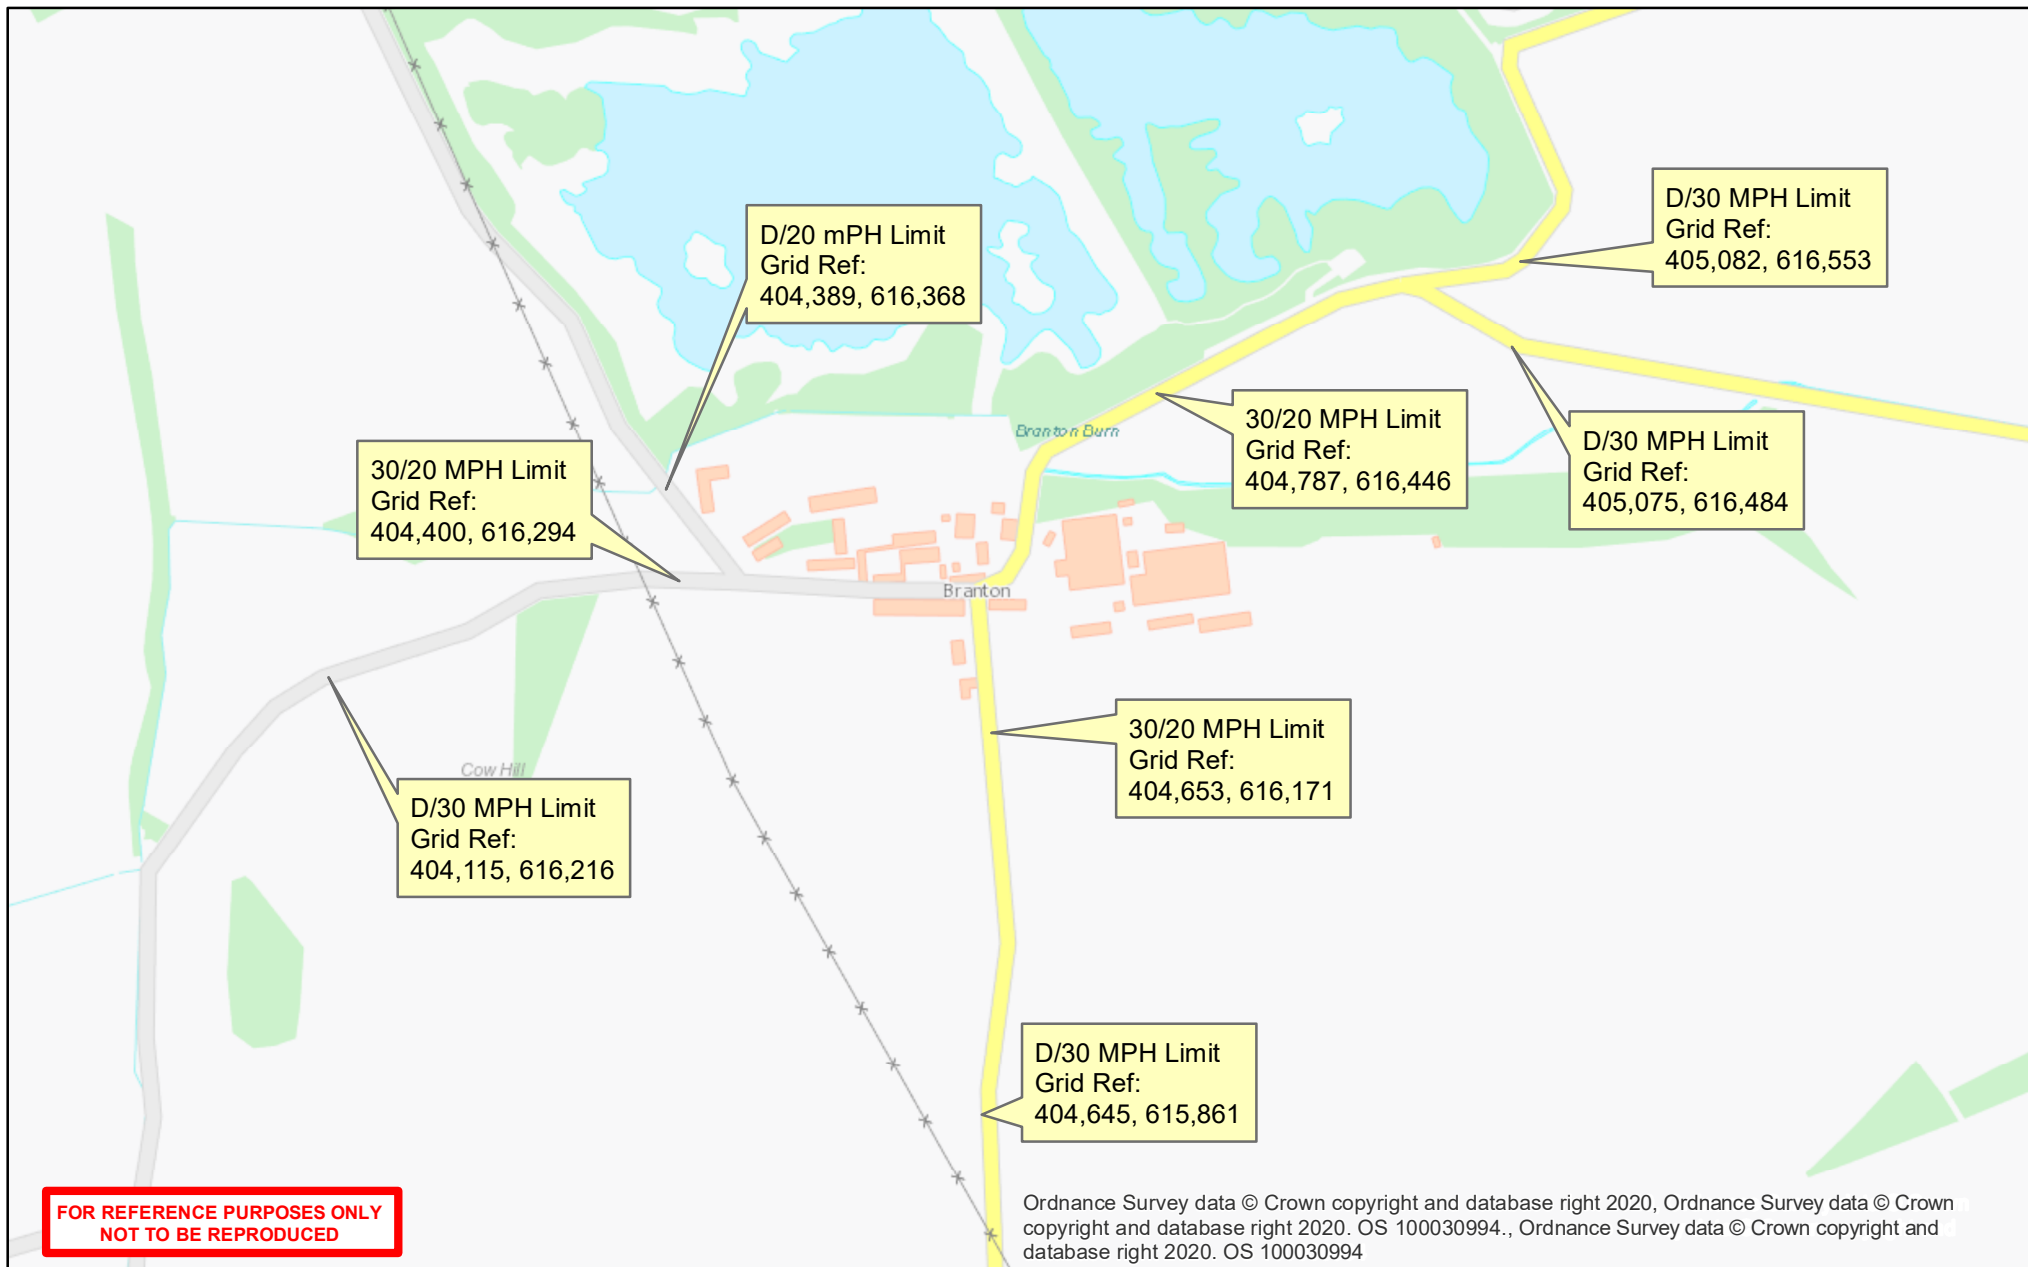 D/30 MPH Limit
Grid Ref:
405,082, 616,553
D/20 mPH Limit
Grid Ref:
404,389, 616,368
30/20 MPH Limit
Grid Ref:
404,787, 616,446
D/30 MPH Limit
Grid Ref:
405,075, 616,484
Branton Burn
30/20 MPH Limit
Grid Ref:
404,400, 616,294
Branton
30/20 MPH Limit
Grid Ref:
404,653, 616,171
Cow Hill
D/30 MPH Limit
Grid Ref:
404,115, 616,216
D/30 MPH Limit
Grid Ref:
404,645, 615,861
FOR REFERENCE PURPOSES ONLY
NOT TO BE REPRODUCED
Ordnance Survey data © Crown copyright and database right 2020, Ordnance Survey data © Crown
copyright and database right 2020. OS 100030994., Ordnance Survey data © Crown copyright and
database right 2020. OS 100030994